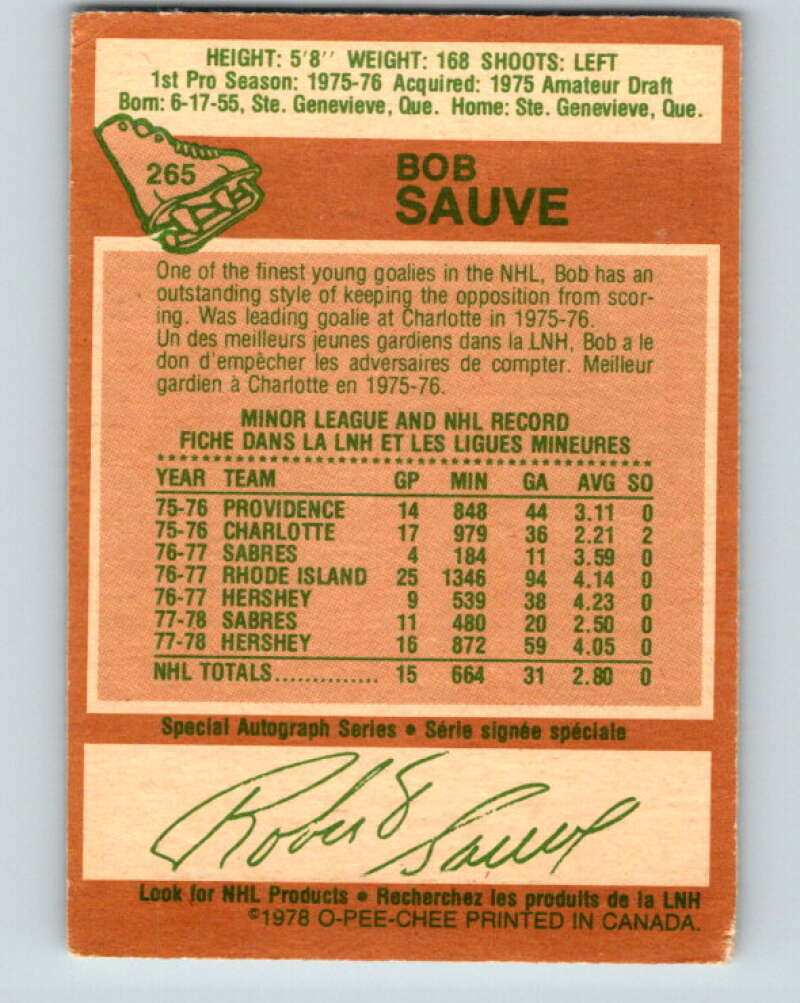 HEIGHT: 5'8'' WEIGHT: 168 SHOOTS: LEFT
1st Pro Season: 1975-76 Acquired: 1975 Amateur Draft
Born: 6-17-55, Ste. Genevieve, Que. Home: Ste. Genevieve, Que.
265
BOB
SAUVE
One of the finest young goalies in the NHL, Bob has an
outstanding style of keeping the opposition from scor-
ing. Was leading goalie at Charlotte in 1975-76.
Un des meilleurs jeunes gardiens dans la LNH, Bob a le
don d'empêcher les adversaires de compter. Meilleur
gardien à Charlotte en 1975-76.
MINOR LEAGUE AND NHL RECORD
FICHE DANS LA LNH ET LES LIGUES MINEURES
YEAR TEAM GP MIN GA AVG SO
75-76 PROVIDENCE 14 848 44 3.11 0
75-76 CHARLOTTE 17 979 36 2.21 2
76-77 SABRES 4 184 11 3.59 0
76-77 RHODE ISLAND 25 1346 94 4.14 0
76-77 HERSHEY 9 539 38 4.23 0
77-78 SABRES 11 480 20 2.50 0
77-78 HERSHEY 16 872 59 4.05 0
NHL TOTALS.............. 15 664 31 2.80 0
Special Autograph Series • Série signée spéciale
Robert Sauve
Look for NHL Products • Recherchez les produits de la LNH
©1978 O-PEE-CHEE PRINTED IN CANADA.